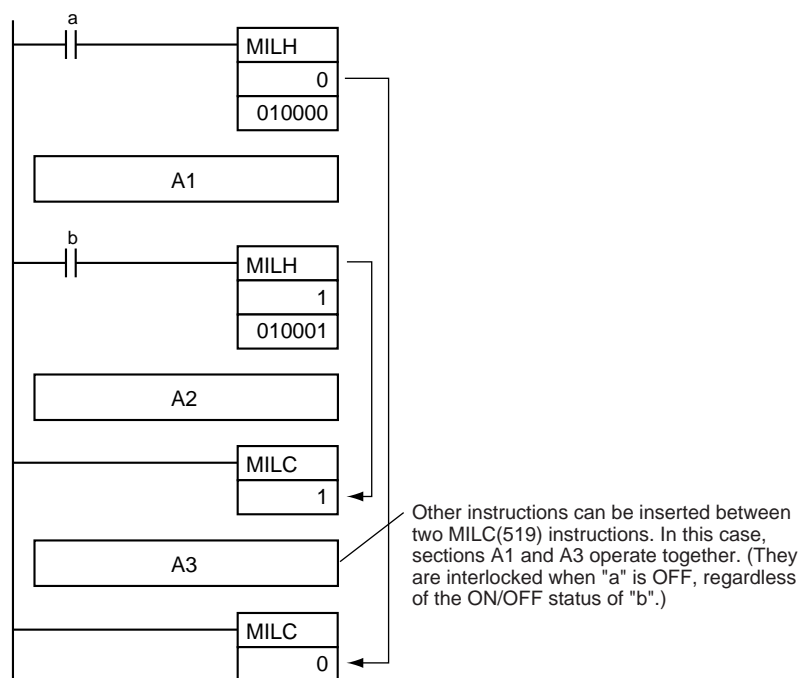 a
MILH
0
010000
A1
b
MILH
1
010001
A2
MILC
1
Other instructions can be inserted between
two MILC(519) instructions. In this case,
sections A1 and A3 operate together. (They
are interlocked when "a" is OFF, regardless
of the ON/OFF status of "b".)
A3
MILC
0